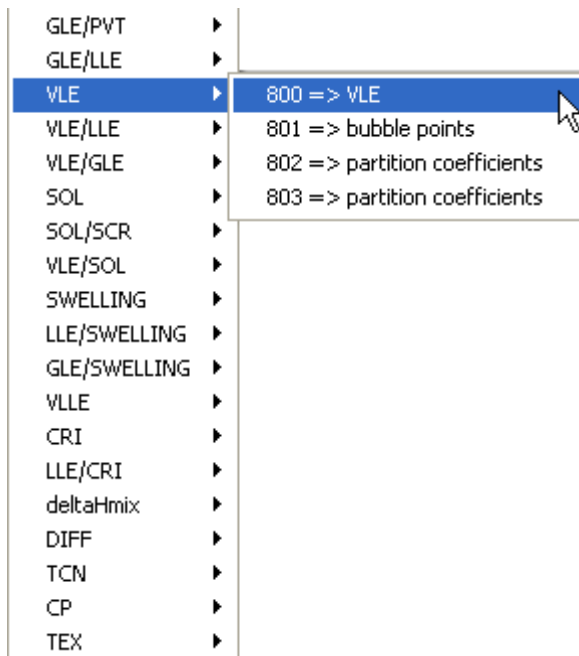 GLE/PVT
GLE/LLE
VLE
800 => VLE
VLE/LLE
801 => bubble points
VLE/GLE
802 => partition coefficients
SOL
803 => partition coefficients
SOL/SCR
VLE/SOL
SWELLING
LLE/SWELLING
GLE/SWELLING
VLLE
CRI
LLE/CRI
deltaHmix
DIFF
TCN
CP
TEX